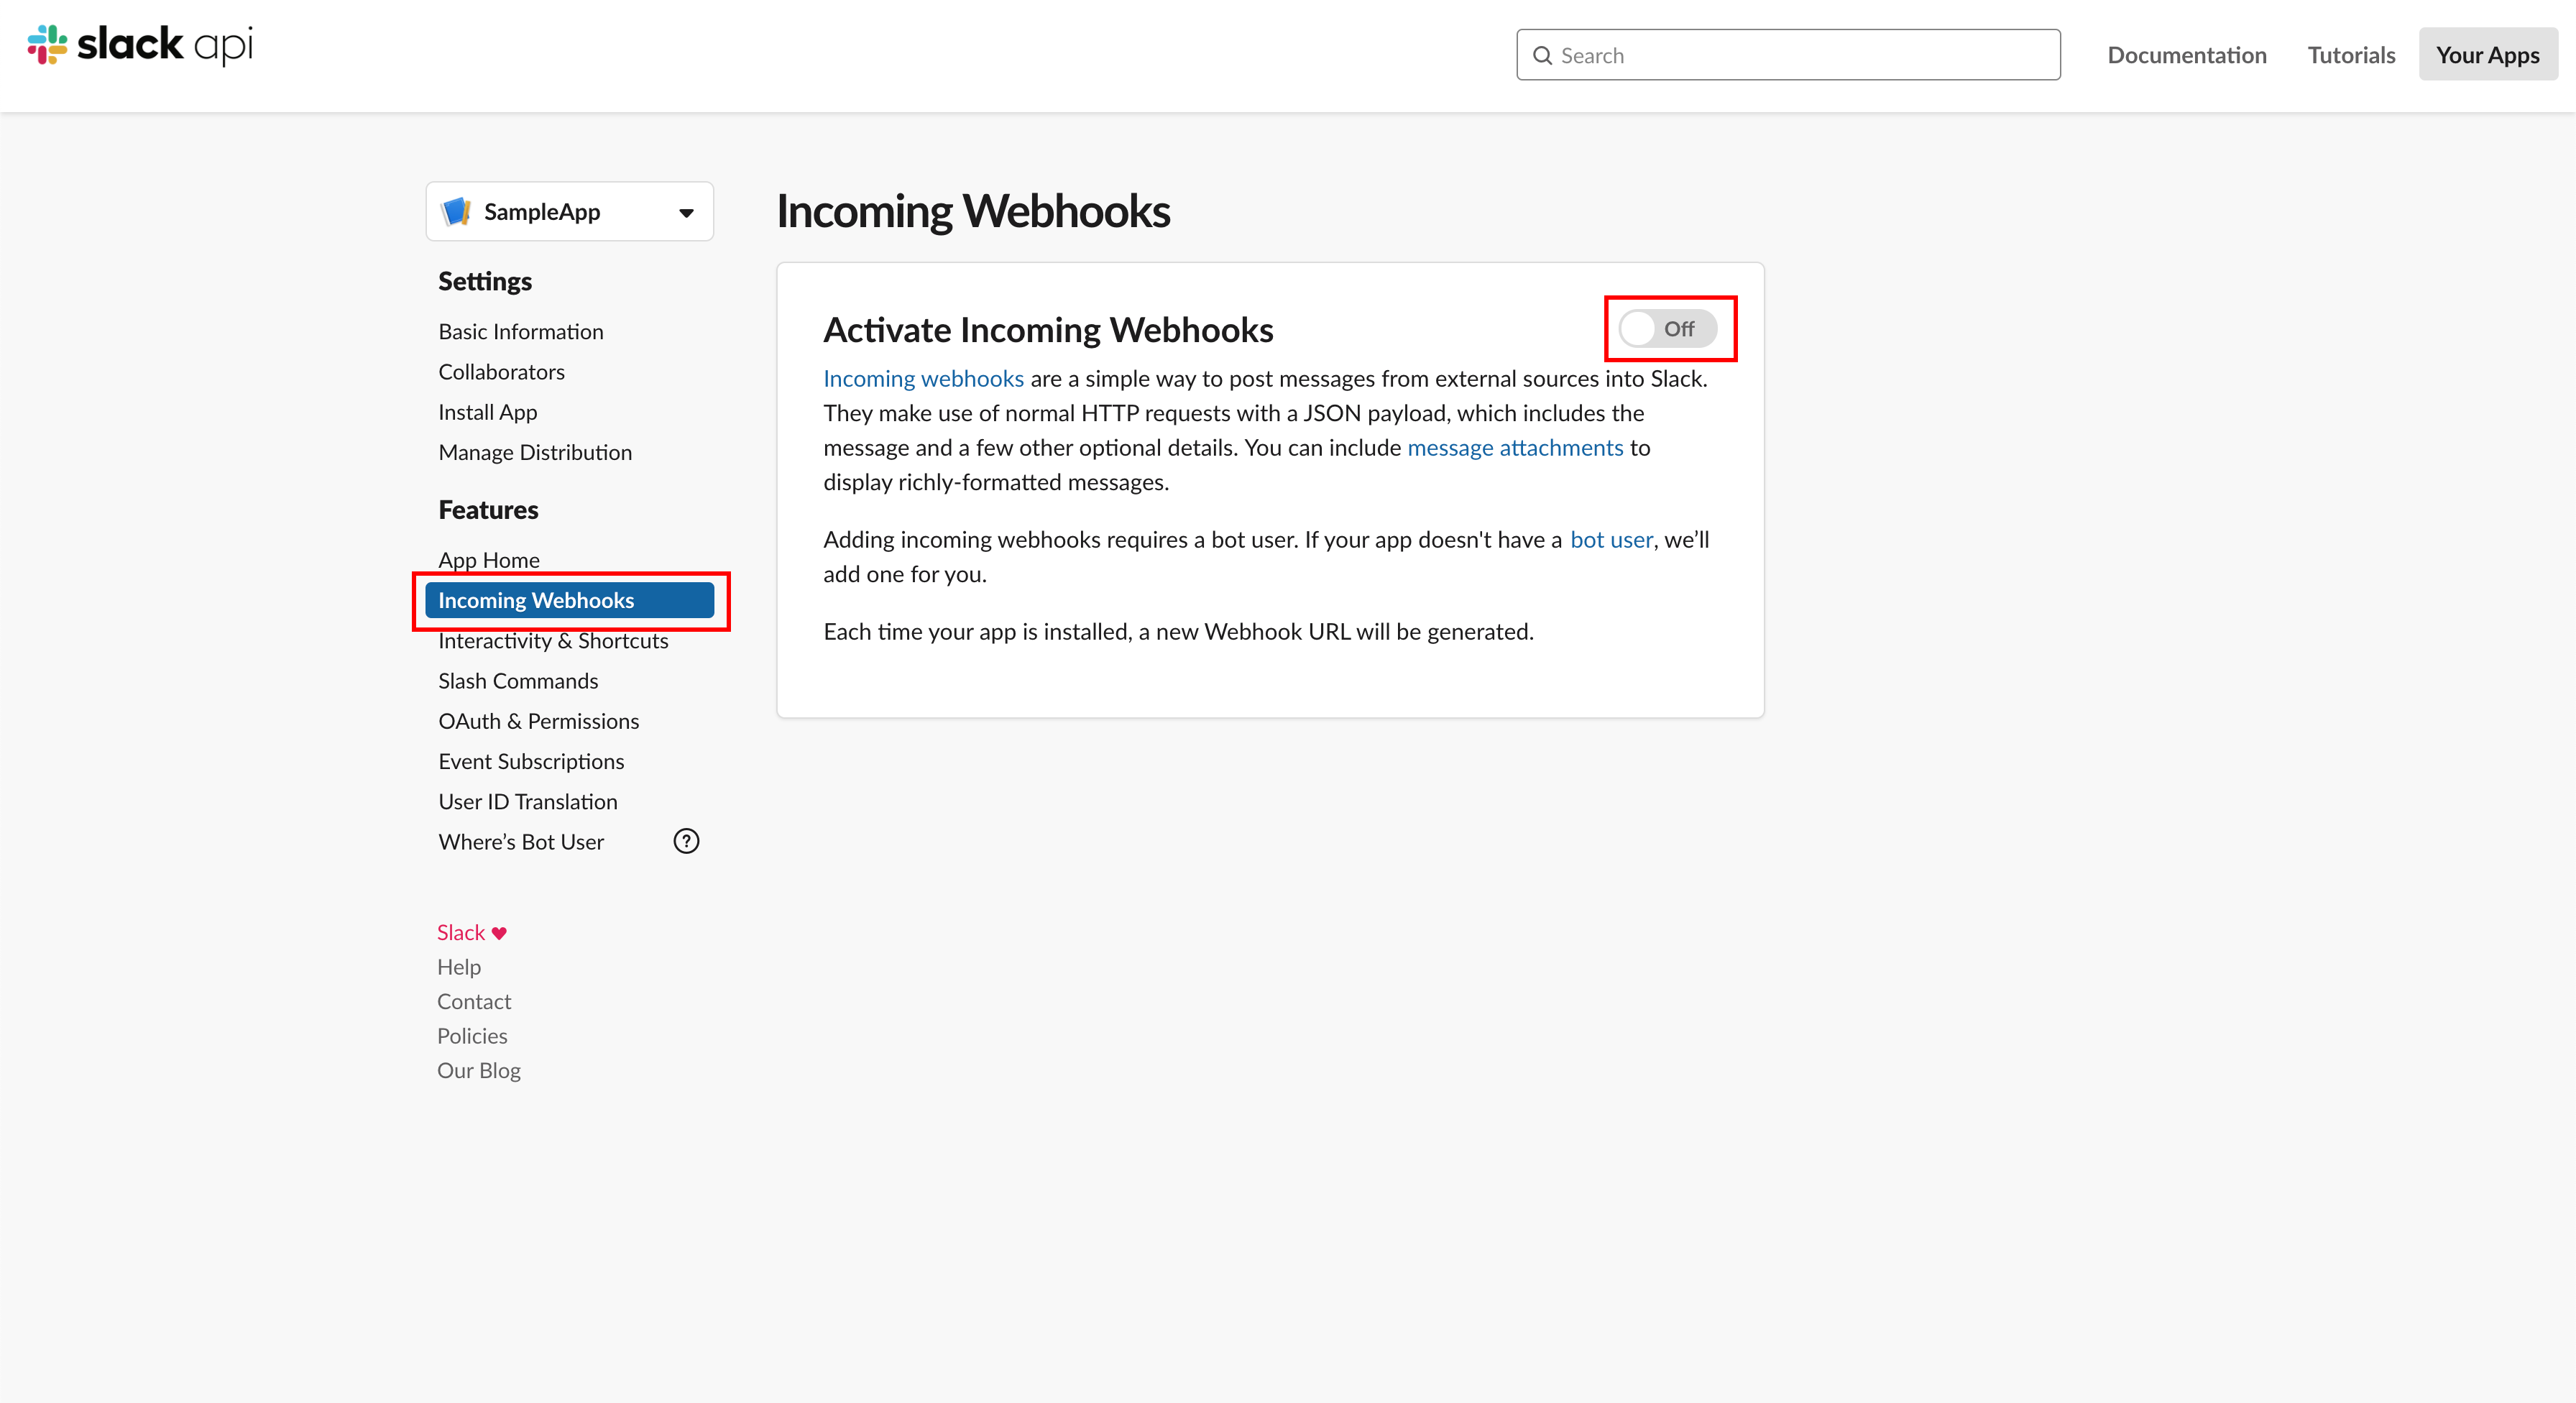 slack api
Search
Documentation
Tutorials
Your Apps
SampleApp
Settings
Basic Information
Collaborators
Install App
Manage Distribution
Features
App Home
Incoming Webhooks
Interactivity & Shortcuts
Slash Commands
OAuth & Permissions
Event Subscriptions
User ID Translation
Where’s Bot User
?
Slack ♥
Help
Contact
Policies
Our Blog
Incoming Webhooks
Activate Incoming Webhooks
Off
Incoming webhooks are a simple way to post messages from external sources into Slack.
They make use of normal HTTP requests with a JSON payload, which includes the
message and a few other optional details. You can include message attachments to
display richly-formatted messages.
Adding incoming webhooks requires a bot user. If your app doesn't have a bot user, we’ll
add one for you.
Each time your app is installed, a new Webhook URL will be generated.